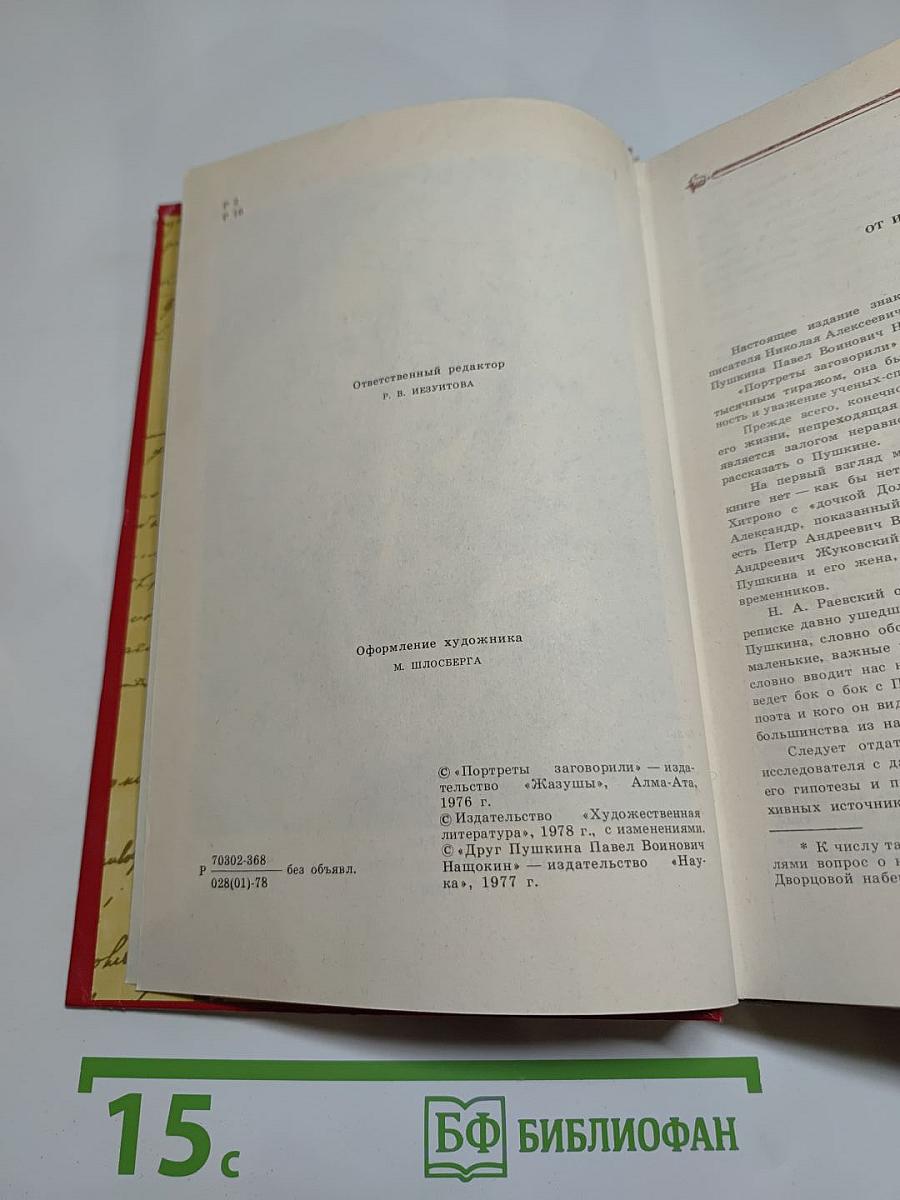 Р 2
Р 16
Ответственный редактор
Р. В. ИЕЗУИТОВА
Оформление художника
М. ШЛОСБЕРГА
© «Портреты заговорили» — изда-
тельство «Жазушы», Алма-Ата,
1976 г.
© Издательство «Художественная
литература», 1978 г., с изменениями.
© «Друг Пушкина Павел Воинович
Нащокин» — издательство «Нау-
ка», 1977 г.
Р 70302-368 без объявл.
028(01)-78
ОТ И
Настоящее издание знак
писателя Николая Алексеевич
Пушкина Павел Воинович Н
«Портреты заговорили»
тысячным тиражом, она бы
ность и уважение ученых-сп
Прежде всего, конечно
его жизни, непреходящая
является залогом неравн
рассказать о Пушкине.
На первый взгляд м
книге нет — как бы нет
Хитрово с «дочкой Дол
Александр, показанный
есть Петр Андреевич В
Андреевич Жуковский
Пушкина и его жена,
временников.
Н. А. Раевский о
реписке давно ушедш
Пушкина, словно обс
маленькие, важные
словно вводит нас
ведет бок о бок с П
поэта и кого он вид
большинства из на
Следует отдат
исследователя с да
его гипотезы и п
хивных источник
* К числу та
лями вопрос о н
Дворцовой набе
15 с
БФ БИБЛИОФАН